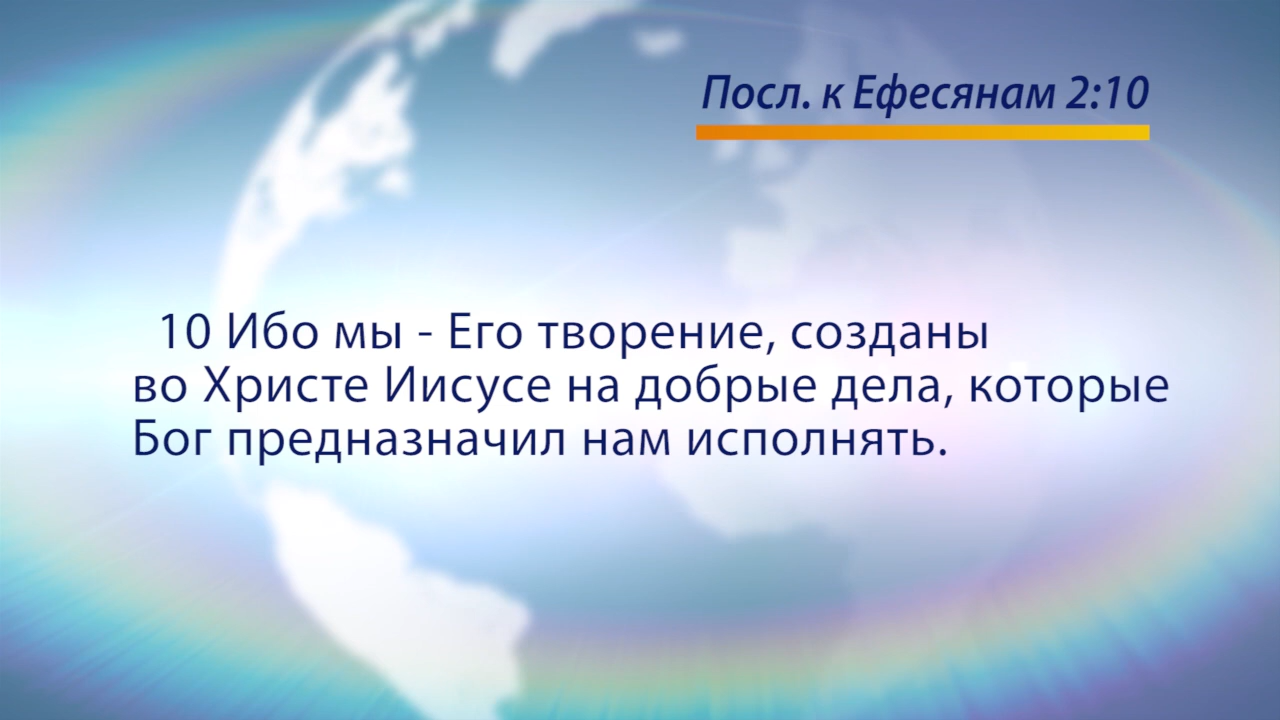 Посл. к Ефесянам 2:10
10 Ибо мы - Его творение, созданы
во Христе Иисусе на добрые дела, которые
Бог предназначил нам исполнять.